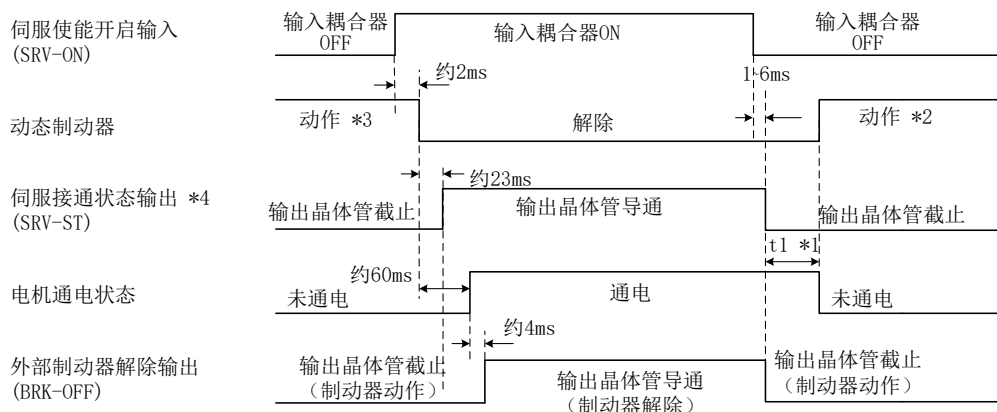 伺服使能开启输入
(SRV-ON)
输入耦合器
OFF
输入耦合器ON
输入耦合器
OFF
约2ms
1~6ms
动态制动器
动作 *3
解除
动作 *2
伺服接通状态输出 *4
(SRV-ST)
约23ms
输出晶体管截止
输出晶体管导通
输出晶体管截止
t1 *1
约60ms
电机通电状态
未通电
通电
未通电
约4ms
外部制动器解除输出
(BRK-OFF)
输出晶体管截止
(制动器动作)
输出晶体管导通
(制动器解除)
输出晶体管截止
(制动器动作)